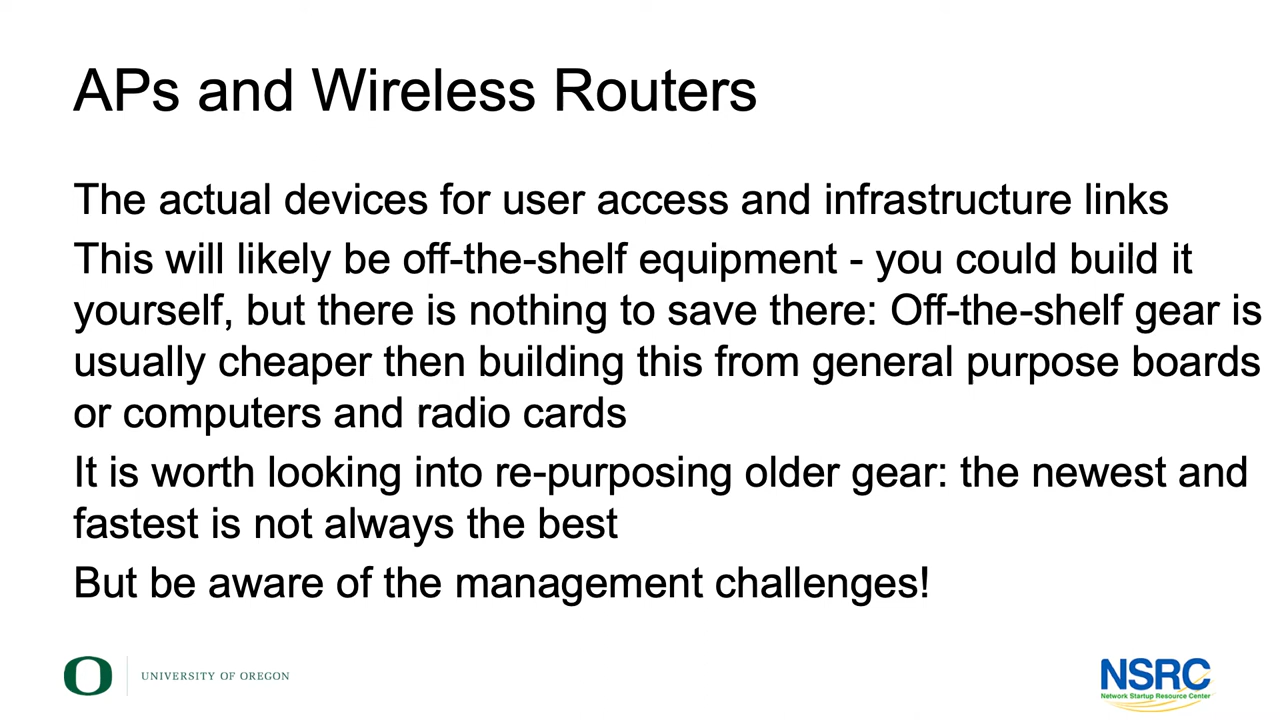 APs and Wireless Routers
The actual devices for user access and infrastructure links
This will likely be off-the-shelf equipment - you could build it
yourself, but there is nothing to save there: Off-the-shelf gear is
usually cheaper then building this from general purpose boards
or computers and radio cards
It is worth looking into re-purposing older gear: the newest and
fastest is not always the best
But be aware of the management challenges!
O UNIVERSITY OF OREGON
NSRC
Network Startup Resource Center